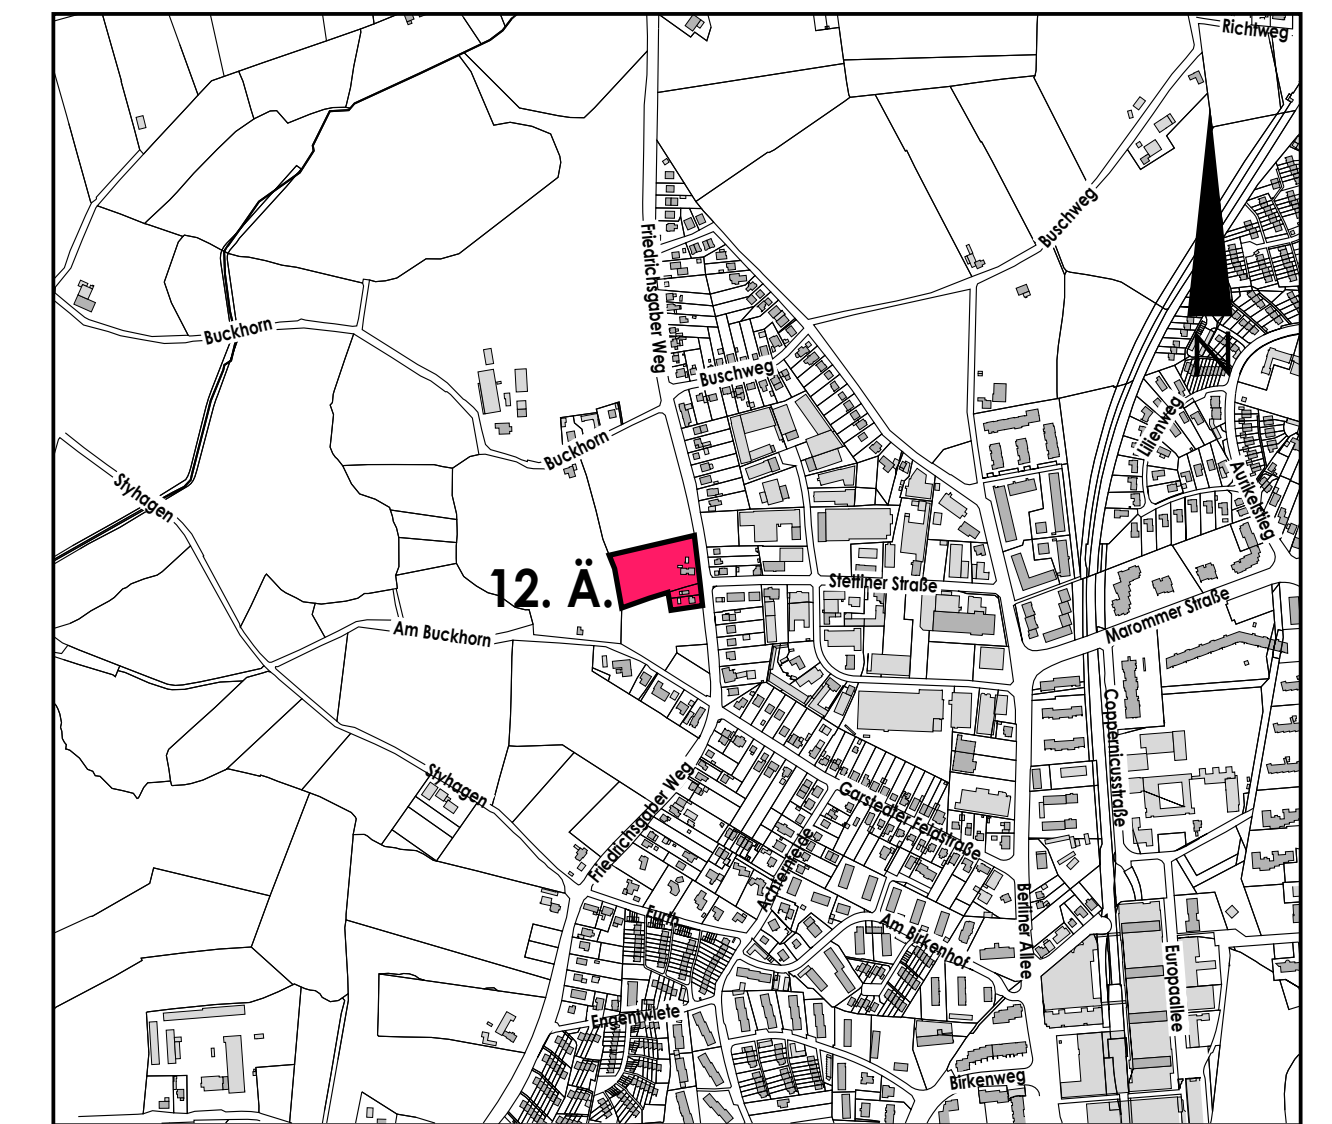 Richtweg
Buschweg
Friedrichsgaber Weg
Buckhorn
N
Buschweg
Lilienweg
Buckhorn
Styhagen
Aurikelstieg
12. Ä.
Stettiner Straße
Marommer Straße
Am Buckhorn
Coppernicusstraße
Styhagen
Friedrichsgaber Weg
Garstedter Feldstraße
Achternfelde
Furth
Am Birkenhof
Berliner Allee
Europaallee
Engentwiete
Birkenweg